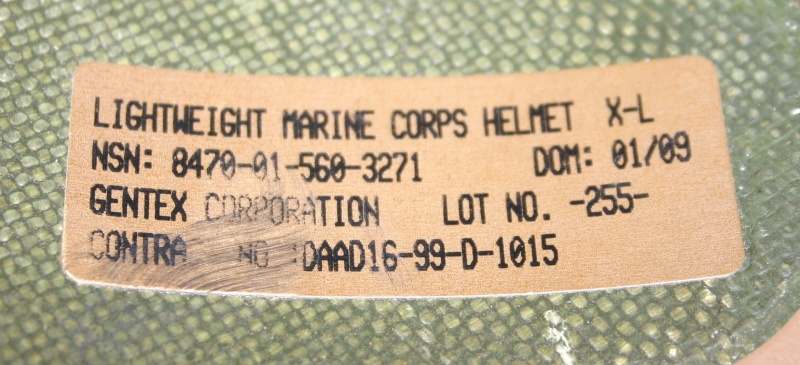 LIGHTWEIGHT MARINE CORPS HELMET X-L
NSN: 8470-01-560-3271 DOM: 01/09
GENTEX CORPORATION LOT NO. -255-
CONTRA NO :DAAD16-99-D-1015